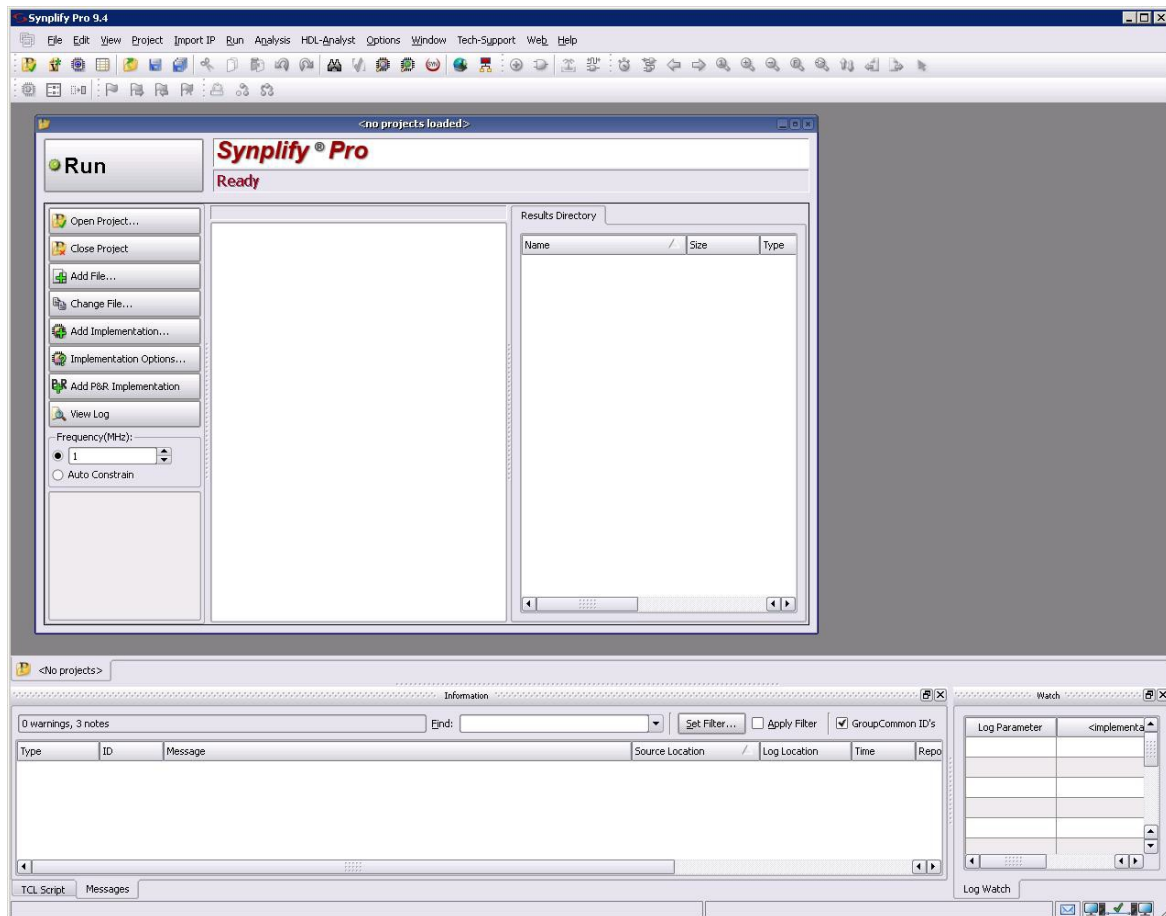 Synplify Pro 9.4
File Edit View Project Import IP Run Analysis HDL-Analyst Options Window Tech-Support Web Help
<no projects loaded>
Run
Synplify ® Pro
Ready
Open Project...
Close Project
Add File...
Change File...
Add Implementation...
Implementation Options...
P&R Add P&R Implementation
View Log
Frequency(MHz):
1
Auto Constrain
Results Directory
Name Size Type
<No projects>
Information
0 warnings, 3 notes Find: Set Filter... Apply Filter GroupCommon ID's
Type ID Message Source Location Log Location Time Repo
TCL Script Messages
Watch
Log Parameter <implementa
Log Watch